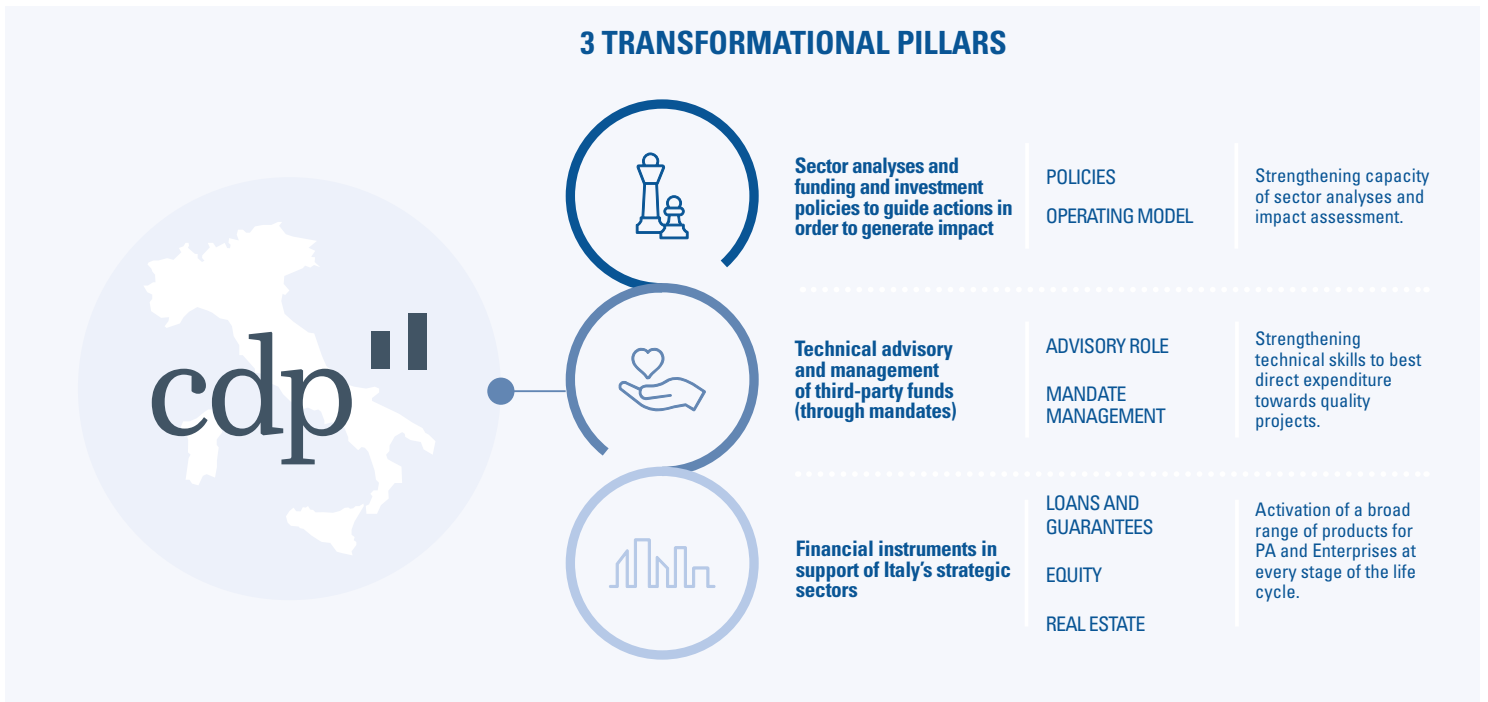 3 TRANSFORMATIONAL PILLARS
cdp
Sector analyses and
funding and investment
policies to guide actions in
order to generate impact
POLICIES
OPERATING MODEL
Strengthening capacity
of sector analyses and
impact assessment.
Technical advisory
and management
of third-party funds
(through mandates)
ADVISORY ROLE
MANDATE
MANAGEMENT
Strengthening
technical skills to best
direct expenditure
towards quality
projects.
Financial instruments in
support of Italy's strategic
sectors
LOANS AND
GUARANTEES
EQUITY
REAL ESTATE
Activation of a broad
range of products for
PA and Enterprises at
every stage of the life
cycle.